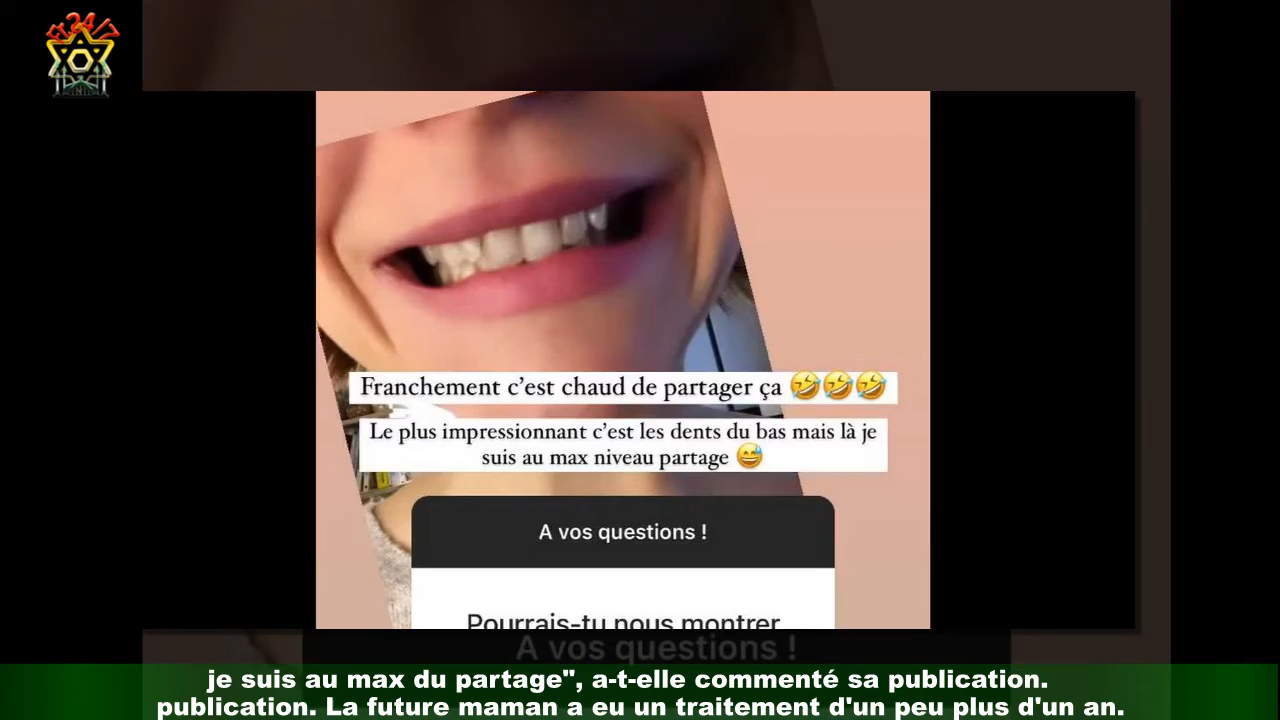 24/7
Franchement c’est chaud de partager ça 🤣🤣🤣
Le plus impressionnant c’est les dents du bas mais là je
suis au max niveau partage 😅
A vos questions !
Pourrais-tu nous montrer
A vos questions !
je suis au max du partage", a-t-elle commenté sa publication.
publication. La future maman a eu un traitement d'un peu plus d'un an.